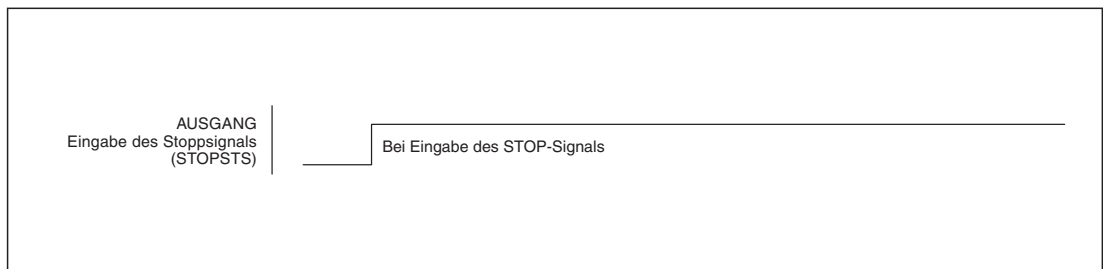 AUSGANG
Eingabe des Stoppsignals
(STOPSTS)
Bei Eingabe des STOP-Signals